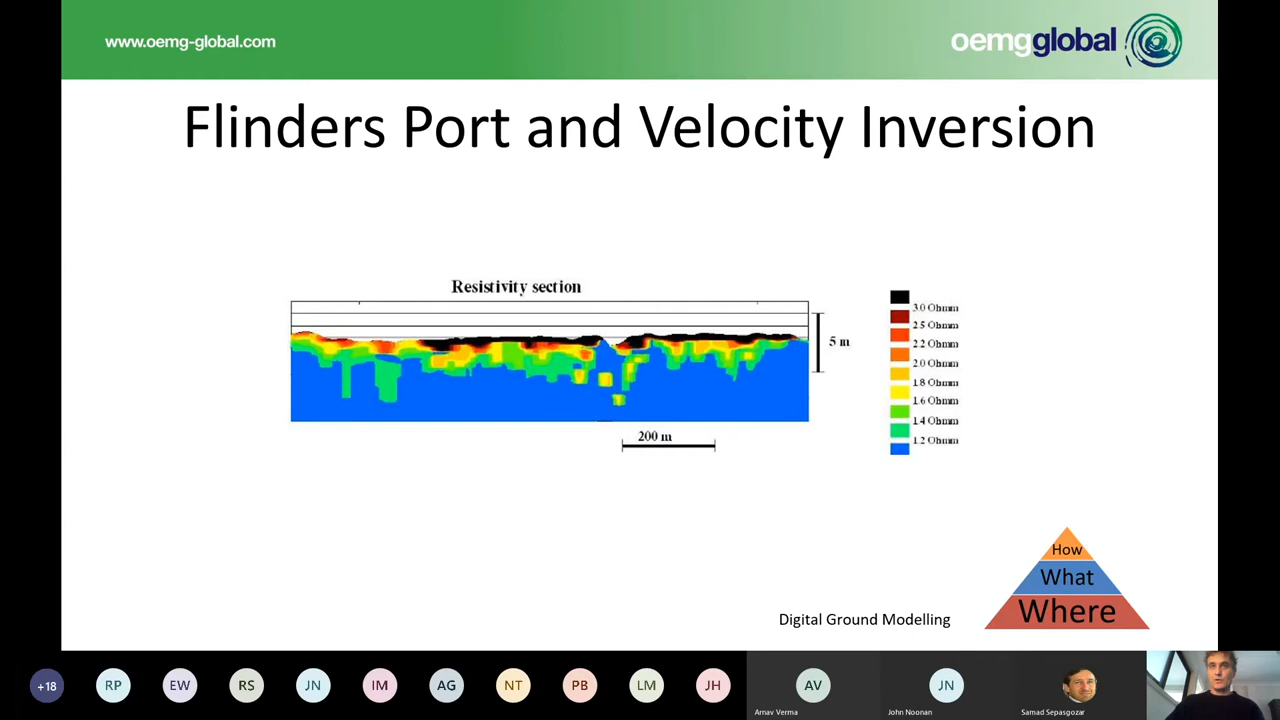 www.oemg-global.com
oemgglobal
Flinders Port and Velocity Inversion
Resistivity section
5 m
200 m
3.0 Ohmm
2.5 Ohmm
2.2 Ohmm
2.0 Ohmm
1.8 Ohmm
1.6 Ohmm
1.4 Ohmm
1.2 Ohmm
How
What
Where
Digital Ground Modelling
+18
RP
EW
RS
JN
IM
AG
NT
PB
LM
JH
AV
JN
Arnav Verma
John Noonan
Samad Sepasgozar